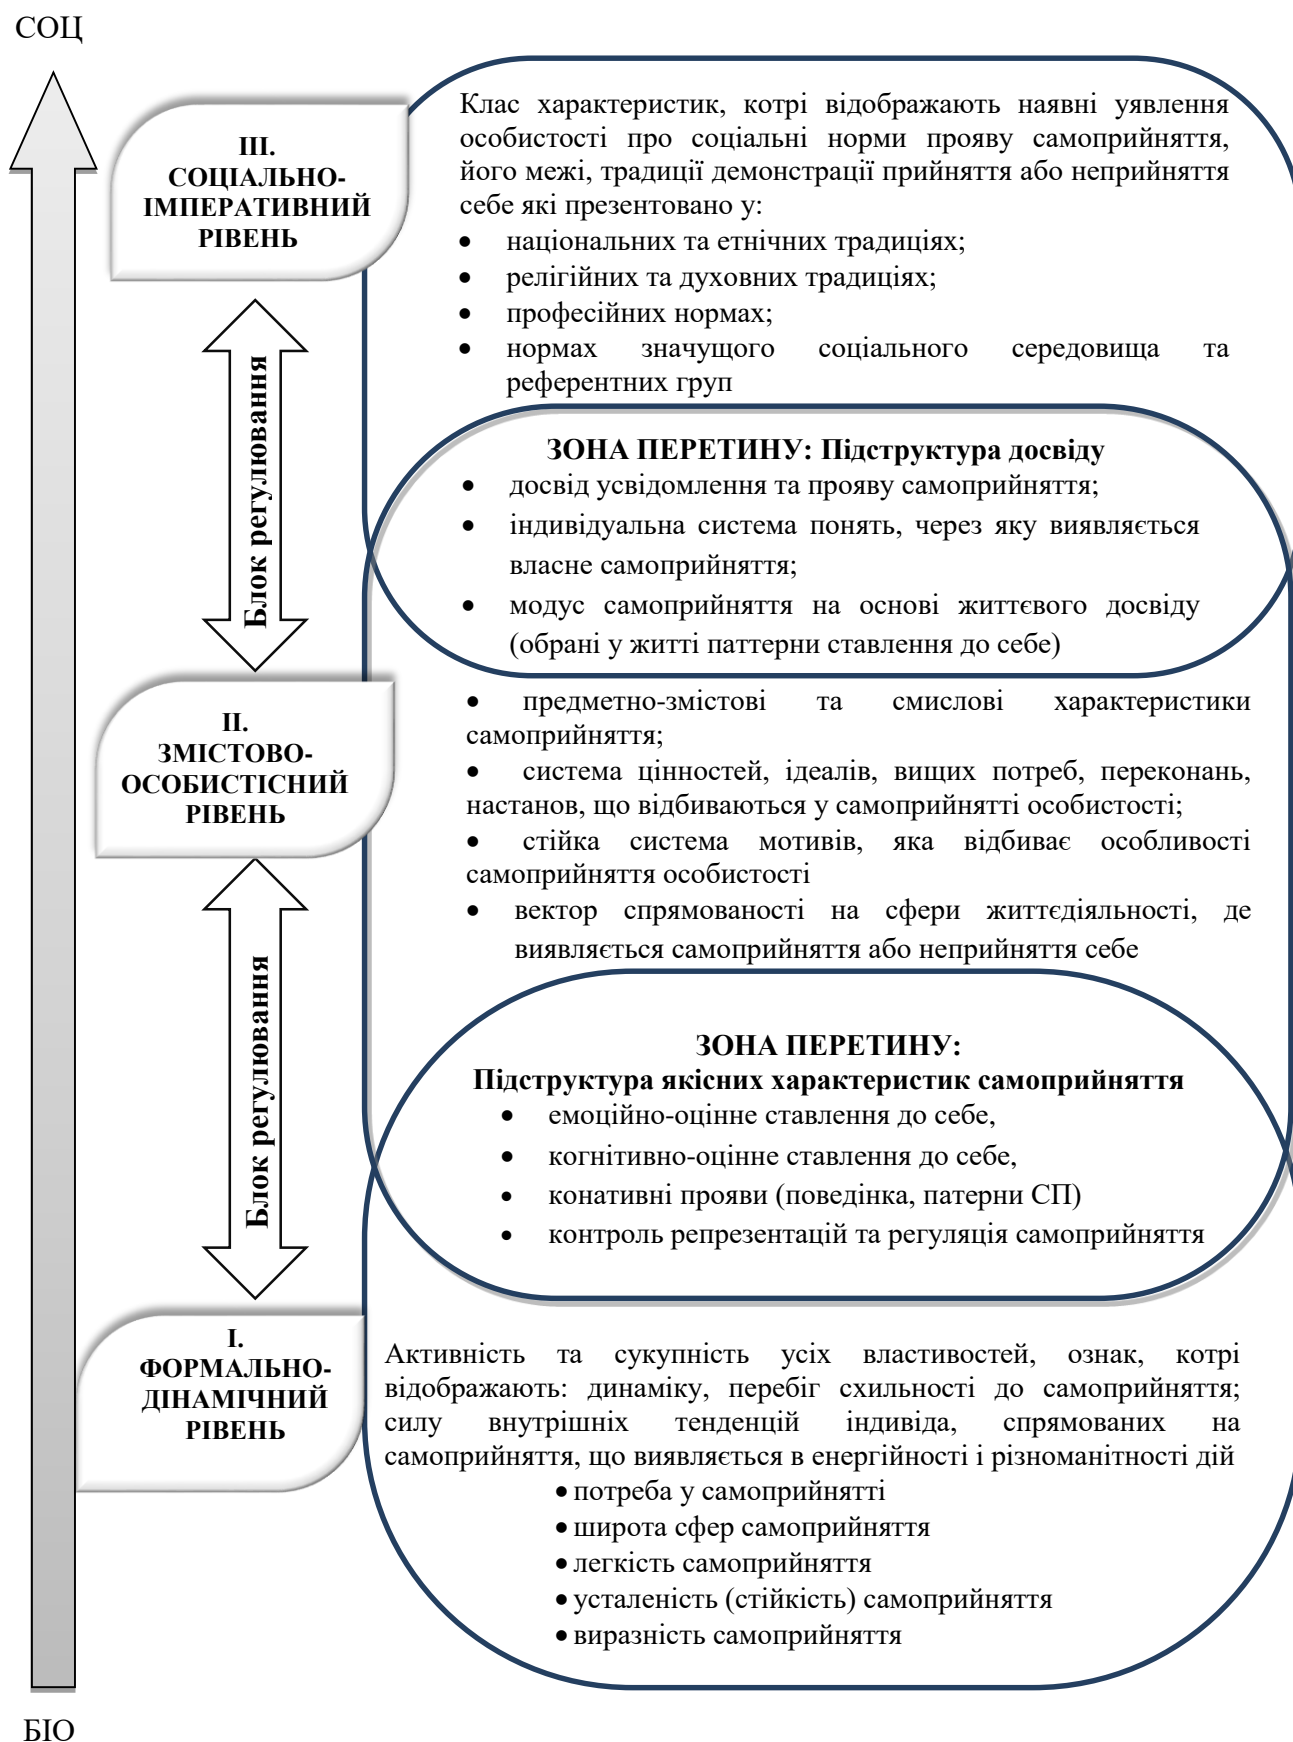 СОЦ
III.
СОЦІАЛЬНО-
ІМПЕРАТИВНИЙ
РІВЕНЬ
Клас характеристик, котрі відображають наявні уявлення
особистості про соціальні норми прояву самоприйняття,
його межі, традиції демонстрації прийняття або неприйняття
себе які презентовано у:
• національних та етнічних традиціях;
• релігійних та духовних традиціях;
• професійних нормах;
• нормах значущого соціального середовища та
референтних груп
Блок регулювання
ЗОНА ПЕРЕТИНУ: Підструктура досвіду
• досвід усвідомлення та прояву самоприйняття;
• індивідуальна система понять, через яку виявляється
власне самоприйняття;
• модус самоприйняття на основі життєвого досвіду
(обрані у житті паттерни ставлення до себе)
II.
ЗМІСТОВО-
ОСОБИСТІСНИЙ
РІВЕНЬ
• предметно-змістові та смислові характеристики
самоприйняття;
• система цінностей, ідеалів, вищих потреб, переконань,
настанов, що відбиваються у самоприйнятті особистості;
• стійка система мотивів, яка відбиває особливості
самоприйняття особистості
• вектор спрямованості на сфери життєдіяльності, де
виявляється самоприйняття або неприйняття себе
Блок регулювання
ЗОНА ПЕРЕТИНУ:
Підструктура якісних характеристик самоприйняття
• емоційно-оцінне ставлення до себе,
• когнітивно-оцінне ставлення до себе,
• конативні прояви (поведінка, патерни СП)
• контроль репрезентацій та регуляція самоприйняття
I.
ФОРМАЛЬНО-
ДІНАМІЧНИЙ
РІВЕНЬ
Активність та сукупність усіх властивостей, ознак, котрі
відображають: динаміку, перебіг схильності до самоприйняття;
силу внутрішніх тенденцій індивіда, спрямованих на
самоприйняття, що виявляється в енергійності і різноманітності дій
• потреба у самоприйнятті
• широта сфер самоприйняття
• легкість самоприйняття
• усталеність (стійкість) самоприйняття
• виразність самоприйняття
БІО